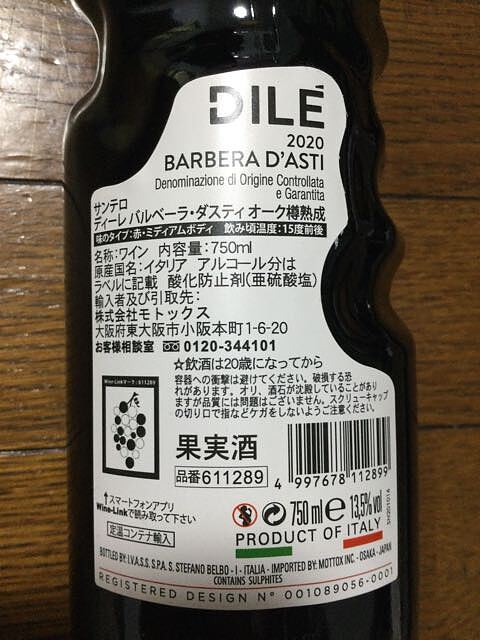 DILÉ
2020
BARBERA D'ASTI
Denominazione di Origine Controllata
e Garantita
サンテロ
ディーレ バルベーラ・ダスティ オーク樽熟成
味のタイプ:赤・ミディアムボディ 飲み頃温度:15度前後
名称:ワイン 内容量:750ml
原産国名:イタリア アルコール分は
ラベルに記載 酸化防止剤(亜硫酸塩)
輸入者及び引取先:
株式会社モトックス
大阪府東大阪市小阪本町1-6-20
お客様相談室 0120-344101
☆飲酒は20歳になってから
容器への衝撃は避けてください。破損する恐
れがあります。オリ、酒石が沈殿していることがあり
ますが品質には問題はございません。スクリューキャップ
の切り口で指などケガをしないようご注意ください。
Wine-Linkマーク:611289
果実酒
品番611289
4 997678 112899
↑スマートフォンアプリ
Wine-Linkで読み取って下さい
定温コンテナ輸入
750 ml e 13,5% vol
PRODUCT OF ITALY
BOTTLED BY: I.V.A.S.S. S.P.A. S. STEFANO BELBO - I - ITALIA - IMPORTED BY: MOTTOX INC. - OSAKA - JAPAN
CONTAINS SULPHITES
REGISTERED DESIGN N° 001089056-0001